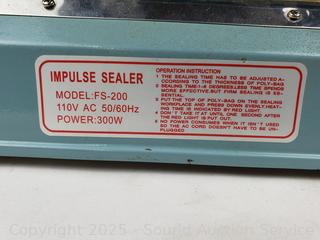 IMPULSE SEALER
MODEL:FS-200
110V AC 50/60Hz
POWER:300W
OPERATION INSTRUCTION
1 THE SEALING TIME HAS TO BE ADJUSTED A-
CCORDING TO THE THICKNESS OF POLY-BAG
2 SEALING TIME:1-8 DEGREES,LESS TIME SPENDS
MORE EFFECTIVE,BUT FIRM SEALING IS ES-
SENTIAL.
3 PUT THE TOP OF POLY-BAG ON THE SEALING
WORKPLACE AND PRESS DOWN EVENLY.HEAT-
ING TIME IS INDICATED BY RED LIGHT.
4 DON'T TAKE IT AT UNTIL ONE SECOND AFTER
THE RED LIGHT IS PUT OUT.
5 NO POWER CONSUMES WHEN IT ISN'T IN USE
SO THE AC CORD DOESN'T HAVE TO BE UN-
PLUGGED
Copyright 2025 - Sound Auction Service